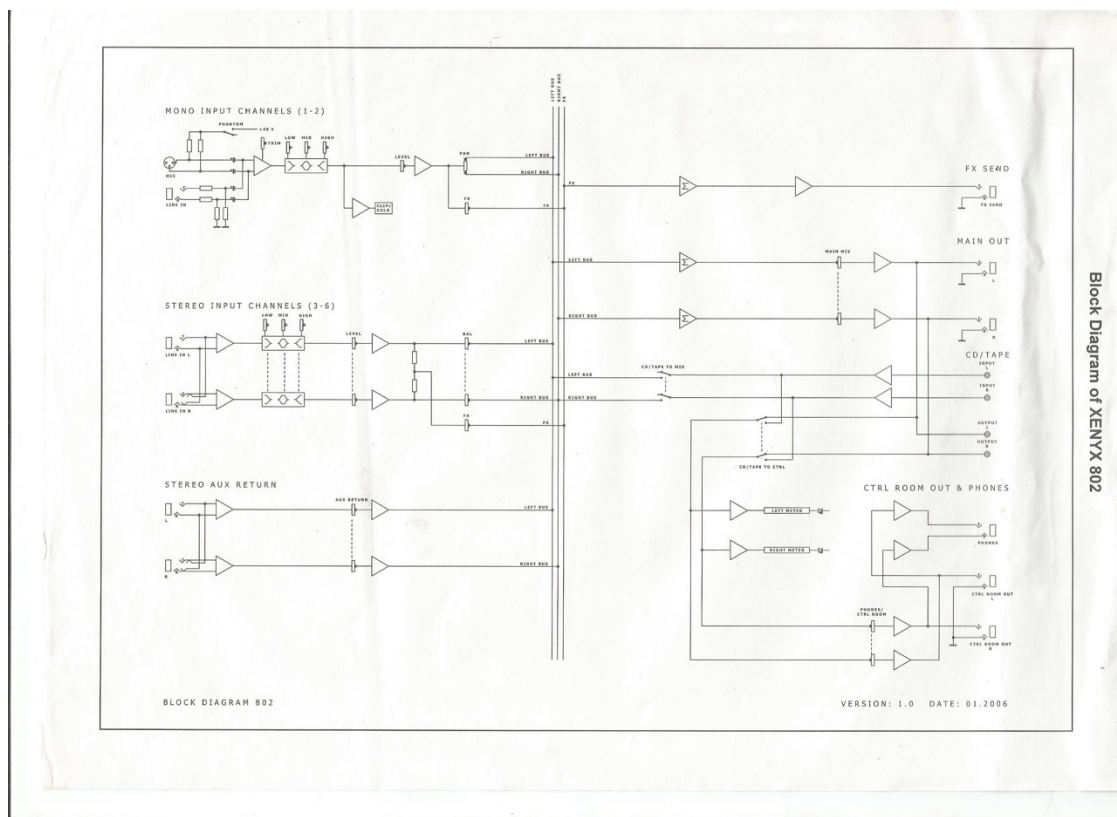 LEFT BUS
RIGHT BUS
FX
MONO INPUT CHANNELS (1-2)
PHANTOM
+48 V
TRIM
LOW MID HIGH
MIC
LINE IN
LEVEL
PAN
LEFT BUS
RIGHT BUS
FX
FX
CLIP/
STEREO INPUT CHANNELS (3-6)
LOW MID HIGH
LINE IN L
LINE IN R
LEVEL
BAL
LEFT BUS
RIGHT BUS
FX
FX
STEREO AUX RETURN
L
R
AUX RETURN
LEFT BUS
RIGHT BUS
FX
Σ
FX SEND
FX SEND
LEFT BUS
Σ
MAIN MIX
MAIN OUT
L
RIGHT BUS
Σ
R
CD/TAPE
CD/TAPE TO MIX
LEFT BUS
RIGHT BUS
INPUT
L
INPUT
R
OUTPUT
L
OUTPUT
R
CD/TAPE TO CTRL
CTRL ROOM OUT & PHONES
LEFT METER
RIGHT METER
PHONES
CTRL ROOM OUT
L
PHONES/
CTRL ROOM
CTRL ROOM OUT
R
BLOCK DIAGRAM 802
VERSION: 1.0 DATE: 01.2006
Block Diagram of XENYX 802